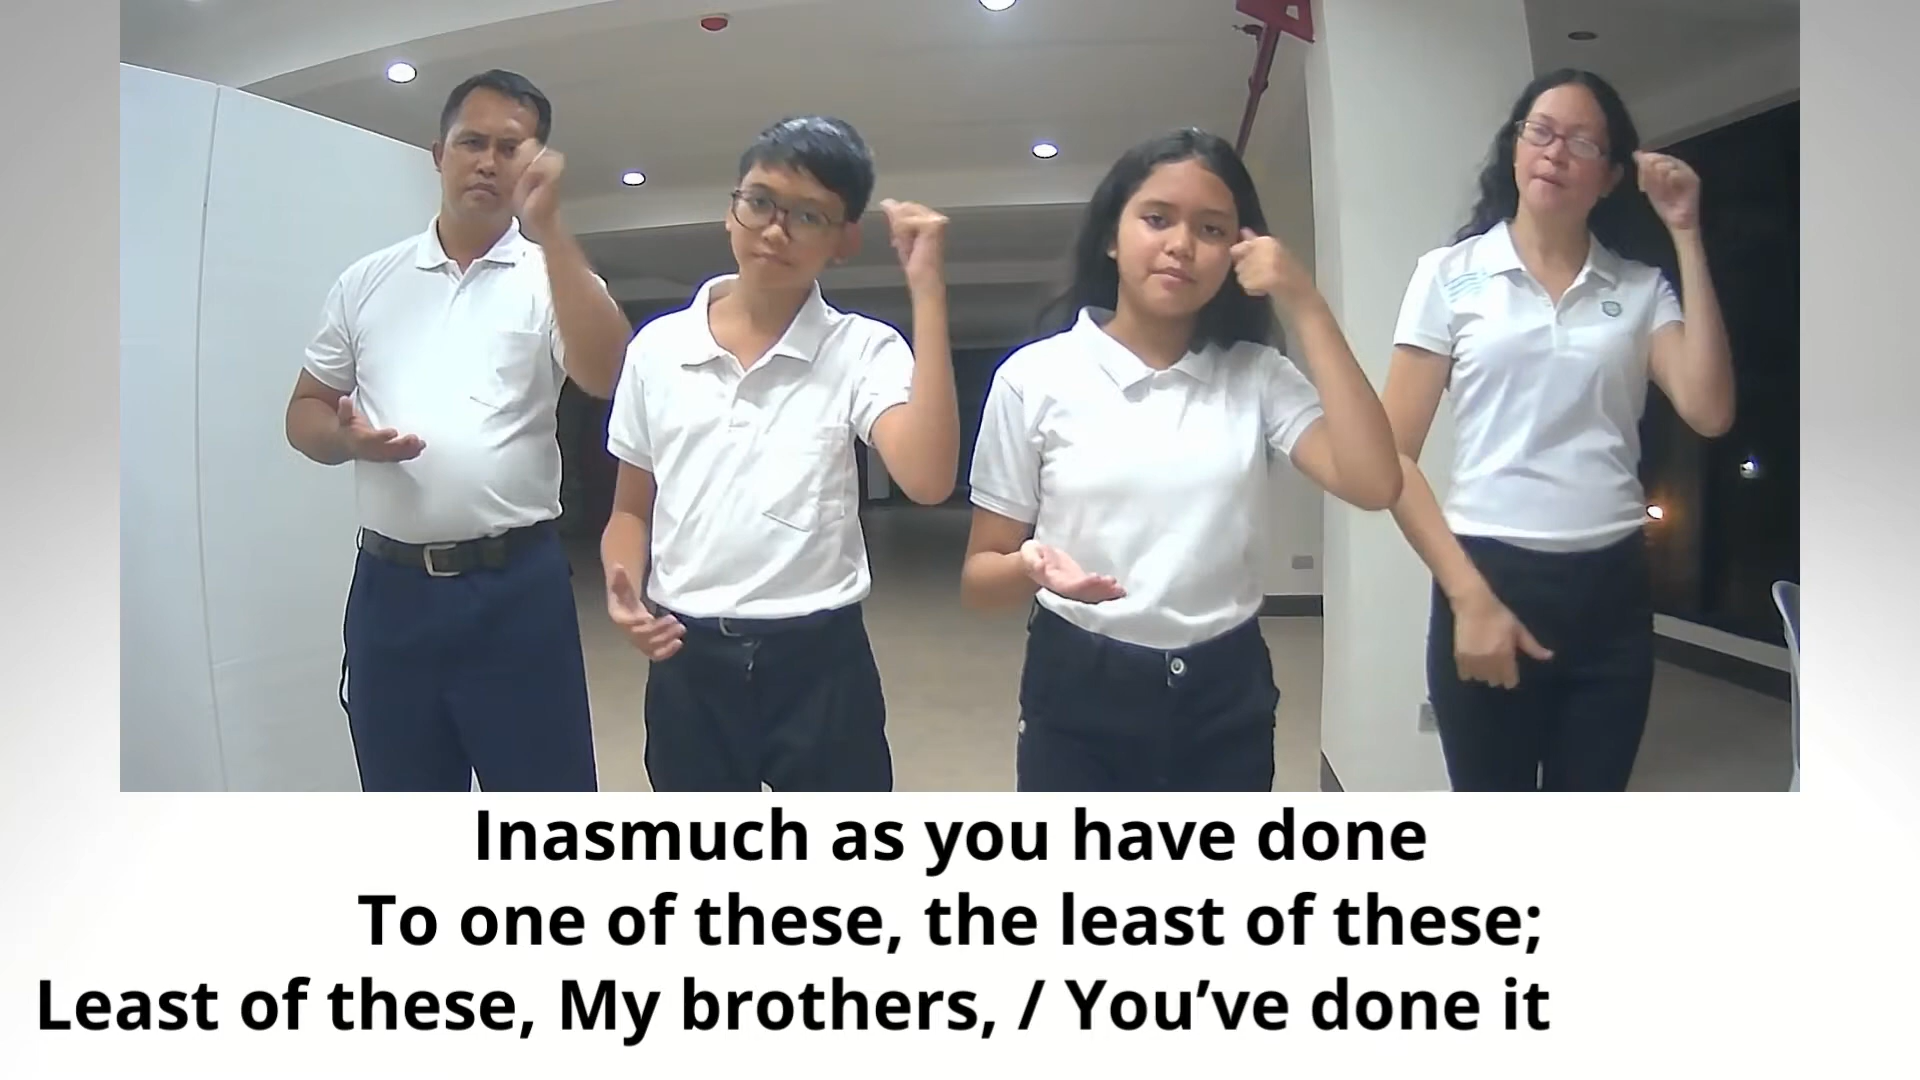 Inasmuch as you have done
To one of these, the least of these;
Least of these, My brothers, / You’ve done it